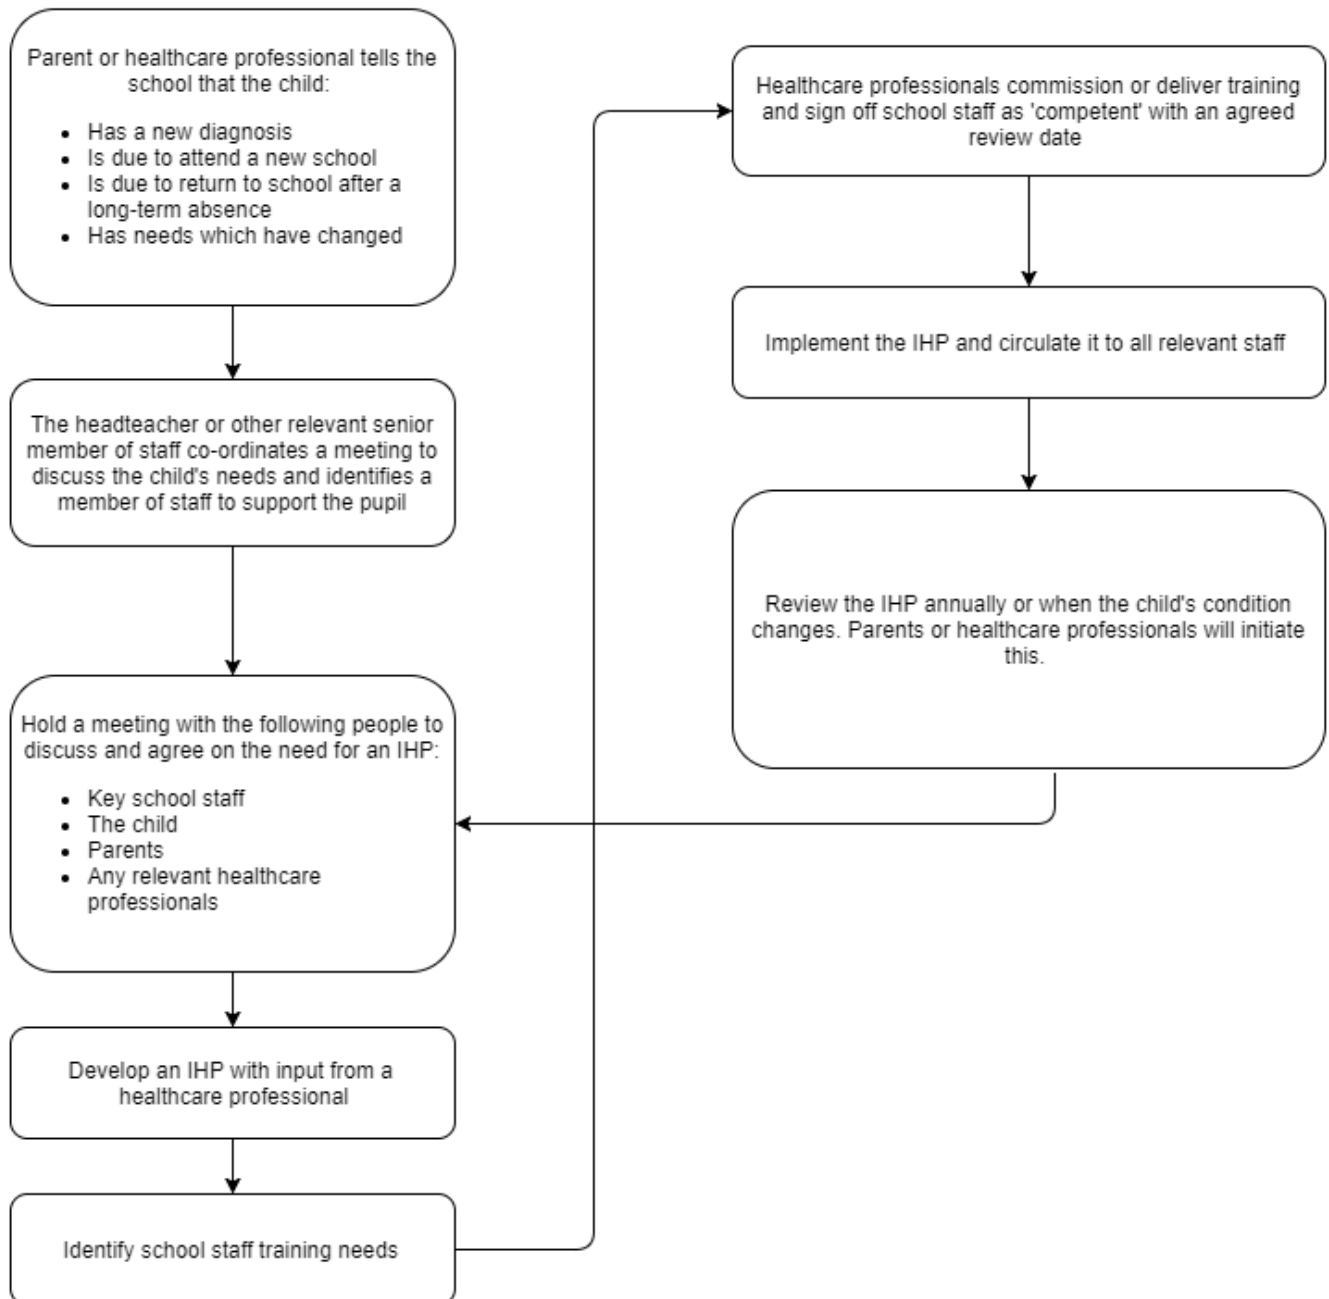 Parent or healthcare professional tells the
school that the child:
• Has a new diagnosis
• Is due to attend a new school
• Is due to return to school after a
long-term absence
• Has needs which have changed
The headteacher or other relevant senior
member of staff co-ordinates a meeting to
discuss the child's needs and identifies a
member of staff to support the pupil
Hold a meeting with the following people to
discuss and agree on the need for an IHP:
• Key school staff
• The child
• Parents
• Any relevant healthcare
professionals
Develop an IHP with input from a
healthcare professional
Identify school staff training needs
Healthcare professionals commission or deliver training
and sign off school staff as 'competent' with an agreed
review date
Implement the IHP and circulate it to all relevant staff
Review the IHP annually or when the child's condition
changes. Parents or healthcare professionals will initiate
this.